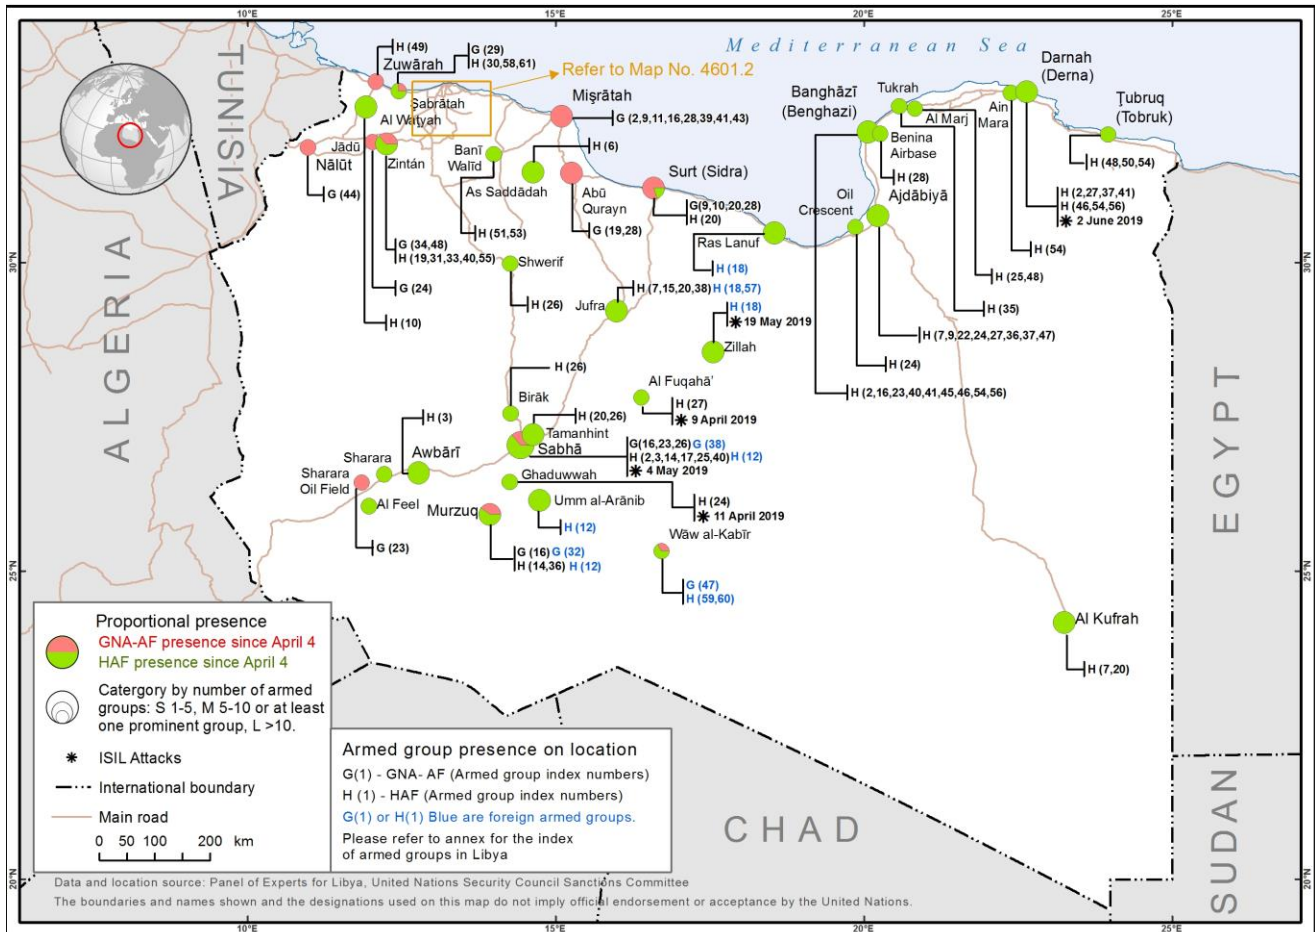 10°E
15°E
20°E
25°E
Mediterranean Sea
TUNISIA
ALGERIA
EGYPT
CHAD
SUDAN
30°N
25°N
20°N
30°N
25°N
20°N
10°E
15°E
20°E
25°E
H (49)
Zuwārah
G (29)
H (30,58,61)
Refer to Map No. 4601.2
Şabrātah
Al Waţyah
Mişrātah
G (2,9,11,16,28,39,41,43)
Jādū
Nālūt
G (44)
Zintán
G (34,48)
H (19,31,33,40,55)
G (24)
H (10)
Banī
Walīd
H (51,53)
H (6)
As Saddādah
Abū
Qurayn
G (19,28)
Surt (Sidra)
G(9,10,20,28)
H (20)
Ras Lanuf
H (18)
Shwerif
H (26)
Jufra
H (7,15,20,38) H (18,57)
H (18)
19 May 2019
Zillah
Banghāzī
(Benghazi)
Tukrah
Al Marj
Ain
Mara
Darnah
(Derna)
Ţubruq
(Tobruk)
Benina
Airbase
H (28)
Oil
Crescent
Ajdābiyā
H (48,50,54)
H (2,27,37,41)
H (46,54,56)
2 June 2019
H (54)
H (25,48)
H (35)
H (7,9,22,24,27,36,37,47)
H (24)
H (2,16,23,40,41,45,46,54,56)
H (26)
Birāk
H (3)
H (20,26)
Tamanhint
Al Fuqahā'
H (27)
9 April 2019
Sabhā
G(16,23,26) G (38)
H (2,3,14,17,25,40) H (12)
4 May 2019
Sharara
Awbārī
Sharara
Oil Field
Al Feel
G (23)
Ghaduwwah
H (24)
11 April 2019
Murzuq
G (16) G (32)
H (14,36) H (12)
Umm al-Arānib
H (12)
Wāw al-Kabīr
G (47)
H (59,60)
Al Kufrah
H (7,20)
Proportional presence
GNA-AF presence since April 4
HAF presence since April 4
Catergory by number of armed
groups: S 1-5, M 5-10 or at least
one prominent group, L >10.
ISIL Attacks
International boundary
Main road
0 50 100 200 km
Armed group presence on location
G(1) - GNA- AF (Armed group index numbers)
H (1) - HAF (Armed group index numbers)
G(1) or H(1) Blue are foreign armed groups.
Please refer to annex for the index
of armed groups in Libya
Data and location source: Panel of Experts for Libya, United Nations Security Council Sanctions Committee
The boundaries and names shown and the designations used on this map do not imply official endorsement or acceptance by the United Nations.